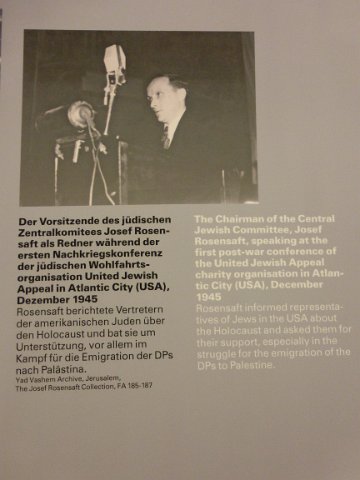 Der Vorsitzende des jüdischen
Zentralkomitees Josef Rosen-
saft als Redner während der
ersten Nachkriegskonferenz
der jüdischen Wohlfahrts-
organisation United Jewish
Appeal in Atlantic City (USA),
Dezember 1945
Rosensaft berichtete Vertretern
der amerikanischen Juden über
den Holocaust und bat sie um
Unterstützung, vor allem im
Kampf für die Emigration der DPs
nach Palästina.
Yad Vashem Archive, Jerusalem,
The Josef Rosensaft Collection, FA 185-187
The Chairman of the Central
Jewish Committee, Josef
Rosensaft, speaking at the
first post-war conference of
the United Jewish Appeal
charity organisation in Atlan-
tic City (USA), December
1945
Rosensaft informed representa-
tives of Jews in the USA about
the Holocaust and asked them for
their support, especially in the
struggle for the emigration of the
DPs to Palestine.